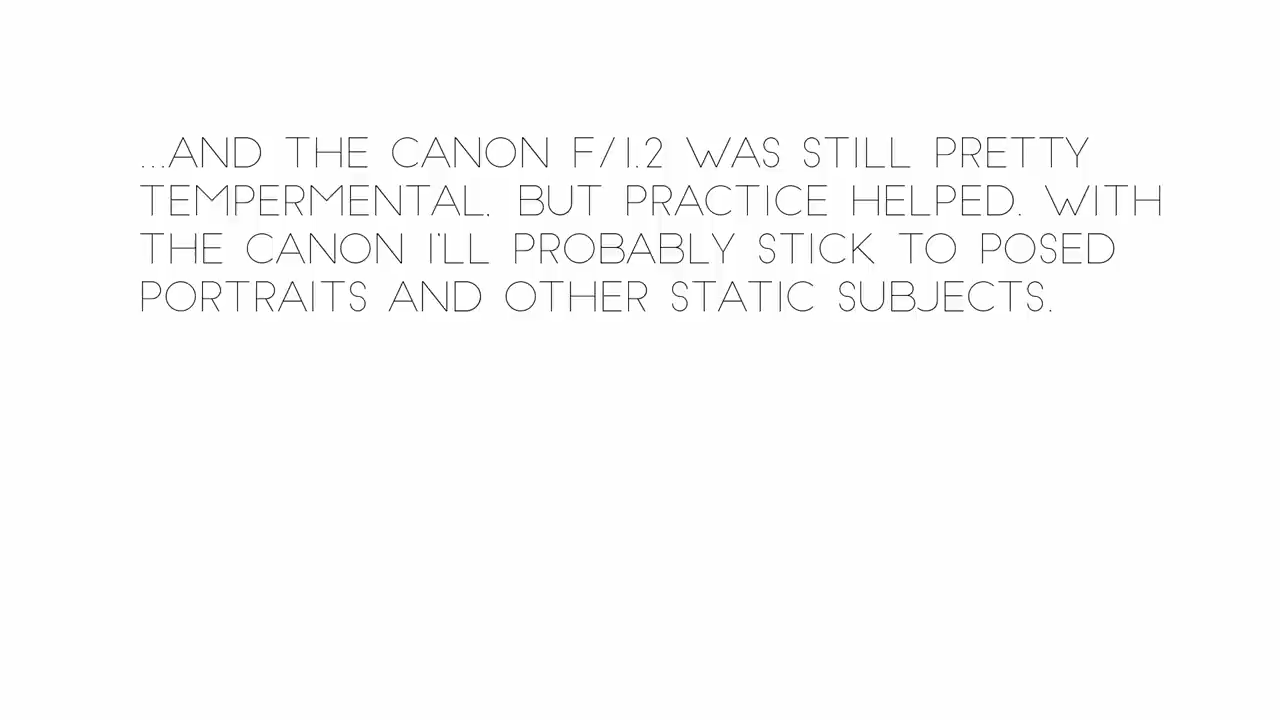 ...AND THE CANON F/1.2 WAS STILL PRETTY
TEMPERMENTAL, BUT PRACTICE HELPED. WITH
THE CANON I'LL PROBABLY STICK TO POSED
PORTRAITS AND OTHER STATIC SUBJECTS.